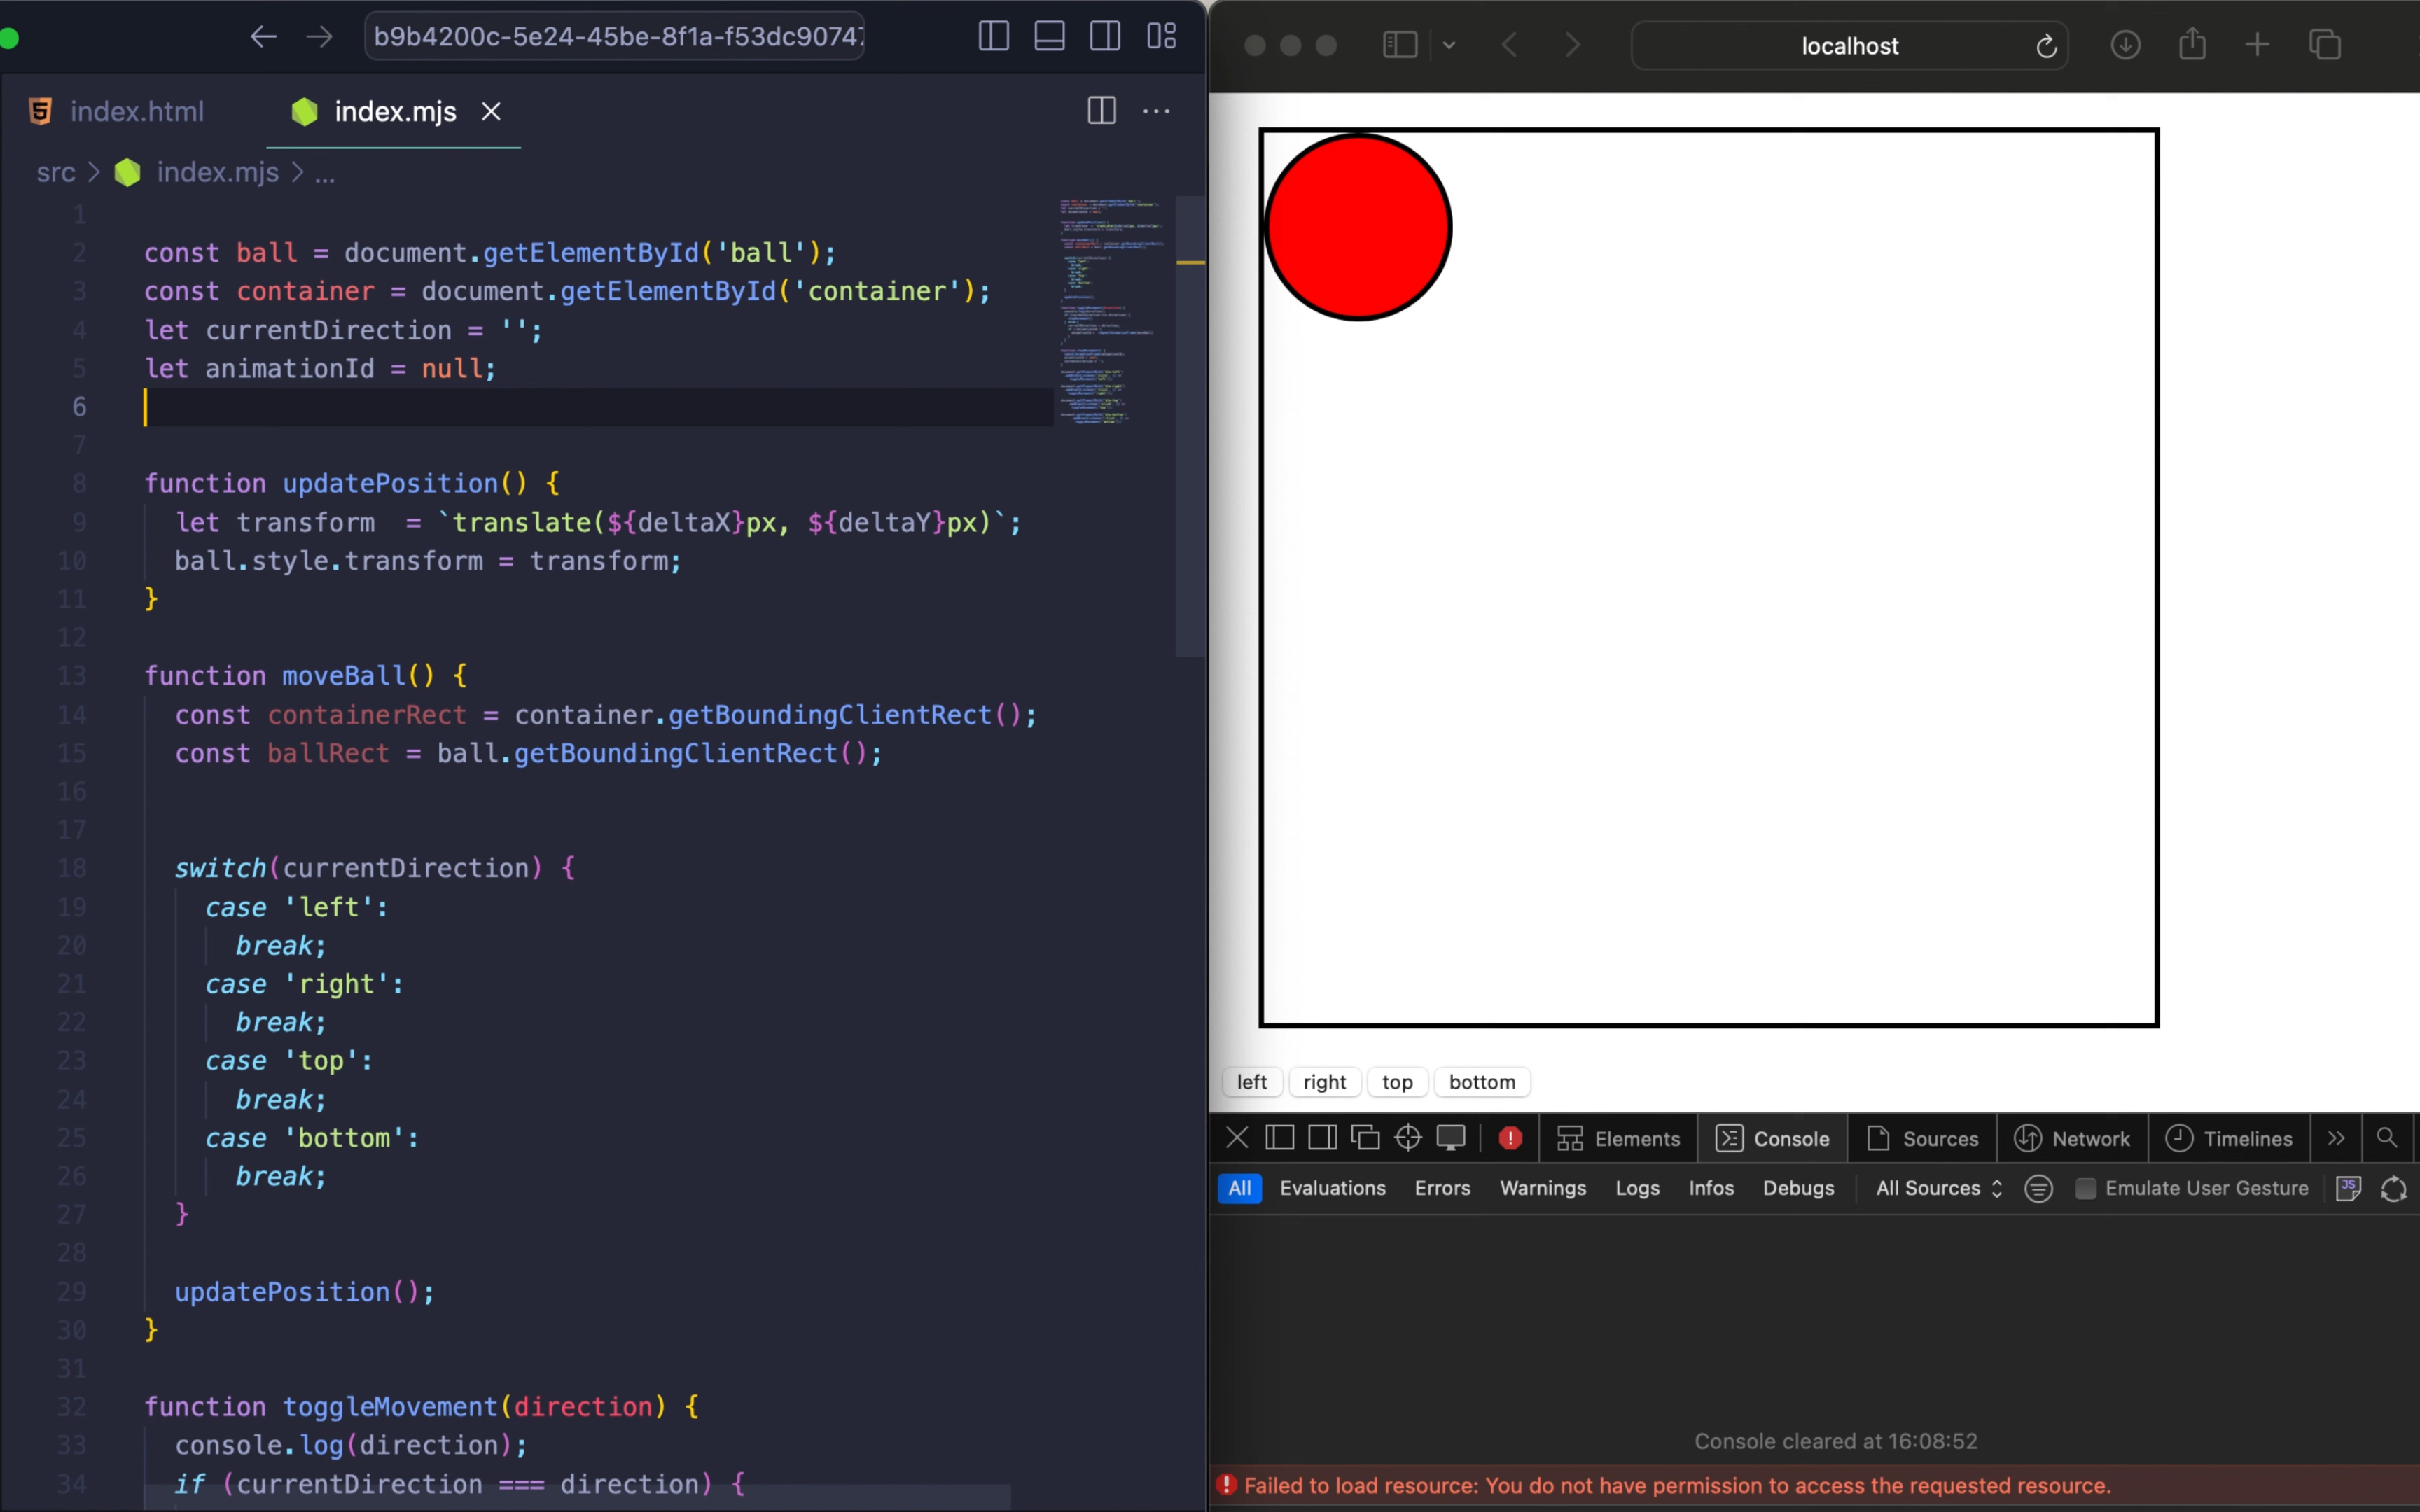 b9b4200c-5e24-45be-8f1a-f53dc90747
index.html
index.mjs
src > index.mjs > ...
1
2 const ball = document.getElementById('ball');
3 const container = document.getElementById('container');
4 let currentDirection = '';
5 let animationId = null;
6
7
8 function updatePosition() {
9 let transform  = `translate(${deltaX}px, ${deltaY}px)`;
10 ball.style.transform = transform;
11 }
12
13 function moveBall() {
14 const containerRect = container.getBoundingClientRect();
15 const ballRect = ball.getBoundingClientRect();
16
17
18 switch(currentDirection) {
19 case 'left':
20 break;
21 case 'right':
22 break;
23 case 'top':
24 break;
25 case 'bottom':
26 break;
27 }
28
29 updatePosition();
30 }
31
32 function toggleMovement(direction) {
33 console.log(direction);
34 if (currentDirection === direction) {
localhost
left right top bottom
Elements Console Sources Network Timelines
All Evaluations Errors Warnings Logs Infos Debugs All Sources Emulate User Gesture
Console cleared at 16:08:52
Failed to load resource: You do not have permission to access the requested resource.